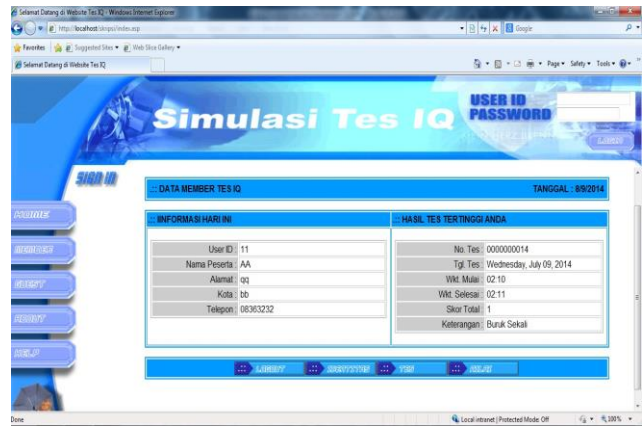 Selamat Datang di Website Tes IQ - Windows Internet Explorer
http://localhost/skripsi/index.asp
Google
Favorites Suggested Sites Web Slice Gallery
Selamat Datang di Website Tes IQ
Page Safety Tools
Simulasi Tes IQ
USER ID
PASSWORD
LOGIN
SIGN IN
HOME
HELP
.:: DATA MEMBER TES IQ
TANGGAL : 8/9/2014
.:: INFORMASI HARI INI
User ID : 11
Nama Peserta : AA
Alamat : qq
Kota : bb
Telepon : 08363232
.:: HASIL TES TERTINGGI ANDA
No. Tes : 0000000014
Tgl. Tes : Wednesday, July 09, 2014
Wkt. Mulai : 02:10
Wkt. Selesai : 02:11
Skor Total : 1
Keterangan : Buruk Sekali
.:: LOGOUT .:: .:: TES .:: NILAI
Done
Local intranet | Protected Mode: Off
100%